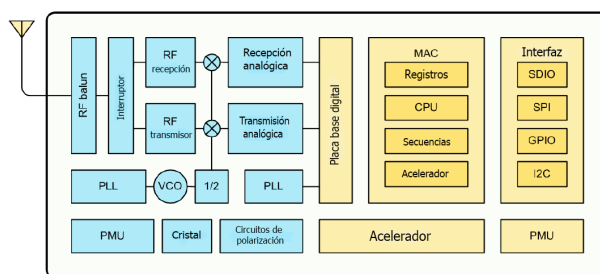 RF balun
Interruptor
RF
recepción
RF
transmisor
Recepción
analógica
Transmisión
analógica
Placa base digital
PLL
VCO
1/2
PLL
MAC
Registros
CPU
Secuencias
Acelerador
Interfaz
SDIO
SPI
GPIO
I2C
PMU
Cristal
Circuitos de
polarización
Acelerador
PMU